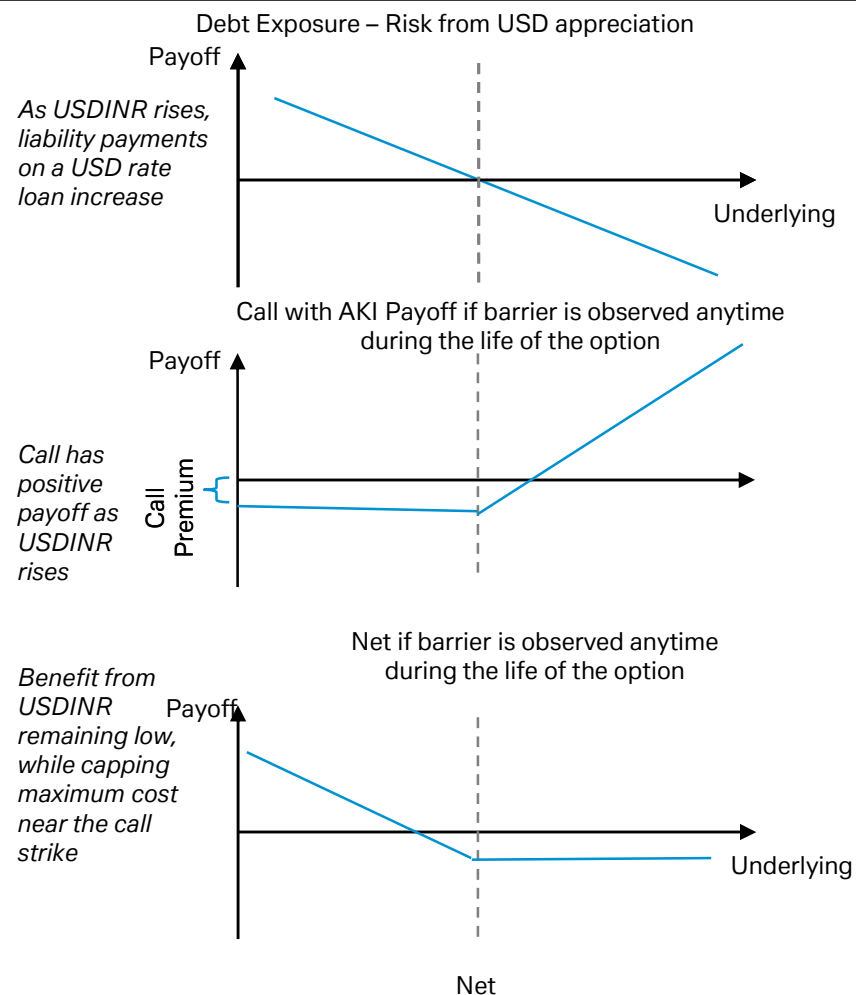 Debt Exposure – Risk from USD appreciation
Payoff
As USDINR rises,
liability payments
on a USD rate
loan increase
Underlying
Call with AKI Payoff if barrier is observed anytime
during the life of the option
Payoff
Call has
positive
payoff as
USDINR
rises
Call
Premium
Net if barrier is observed anytime
during the life of the option
Benefit from
USDINR
remaining low,
while capping
maximum cost
near the call
strike
Payoff
Underlying
Net